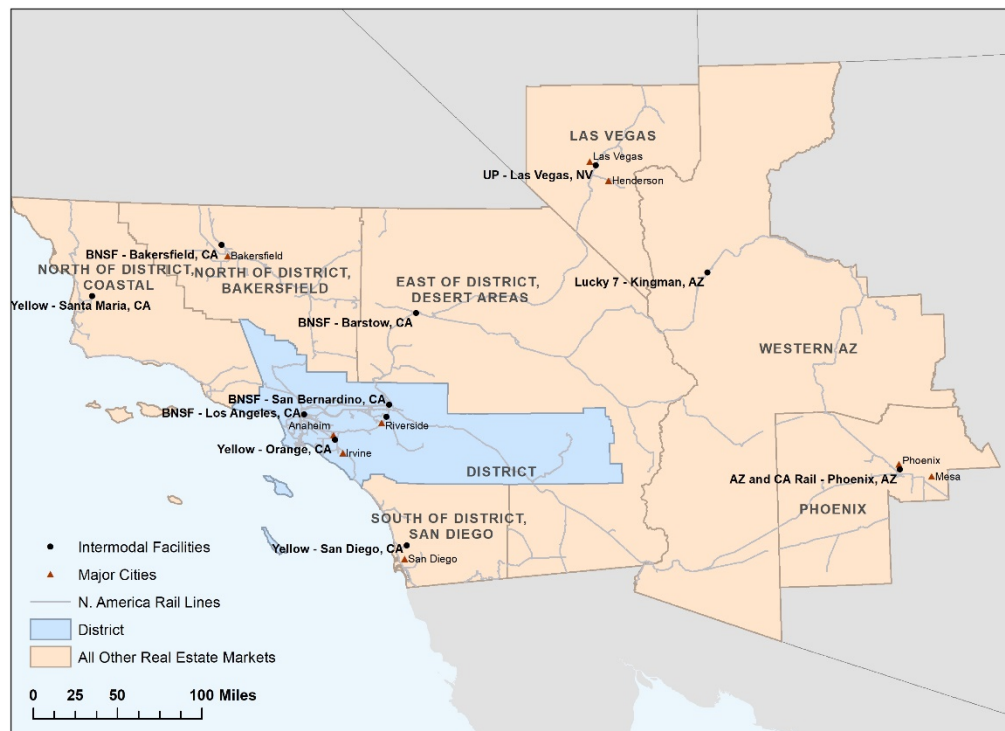 LAS VEGAS
Las Vegas
UP - Las Vegas, NV
Henderson
BNSF - Bakersfield, CA
Bakersfield
NORTH OF DISTRICT,
COASTAL
NORTH OF DISTRICT,
BAKERSFIELD
Yellow - Santa Maria, CA
EAST OF DISTRICT,
DESERT AREAS
BNSF - Barstow, CA
Lucky 7 - Kingman, AZ
WESTERN AZ
BNSF - San Bernardino, CA
BNSF - Los Angeles, CA
Anaheim
Riverside
Yellow - Orange, CA
Irvine
DISTRICT
Phoenix
AZ and CA Rail - Phoenix, AZ
Mesa
PHOENIX
SOUTH OF DISTRICT,
SAN DIEGO
Yellow - San Diego, CA
San Diego
Intermodal Facilities
Major Cities
N. America Rail Lines
District
All Other Real Estate Markets
0 25 50 100 Miles